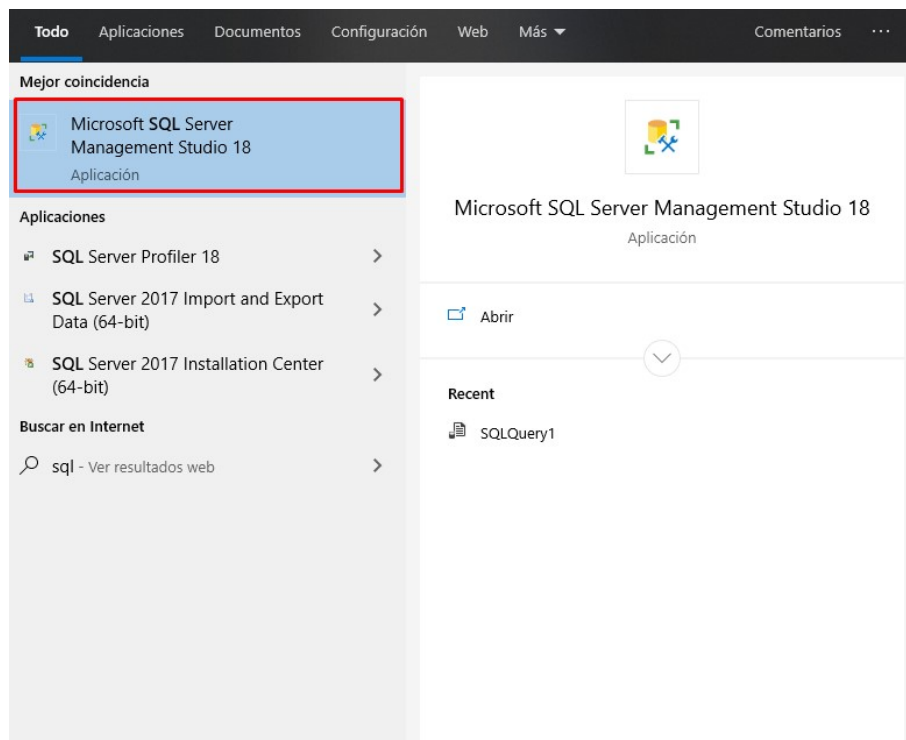 Todo Aplicaciones Documentos Configuración Web Más Comentarios ...
Mejor coincidencia
Microsoft SQL Server
Management Studio 18
Aplicación
Aplicaciones
SQL Server Profiler 18
SQL Server 2017 Import and Export
Data (64-bit)
SQL Server 2017 Installation Center
(64-bit)
Buscar en Internet
sql - Ver resultados web
Microsoft SQL Server Management Studio 18
Aplicación
Abrir
Recent
SQLQuery1